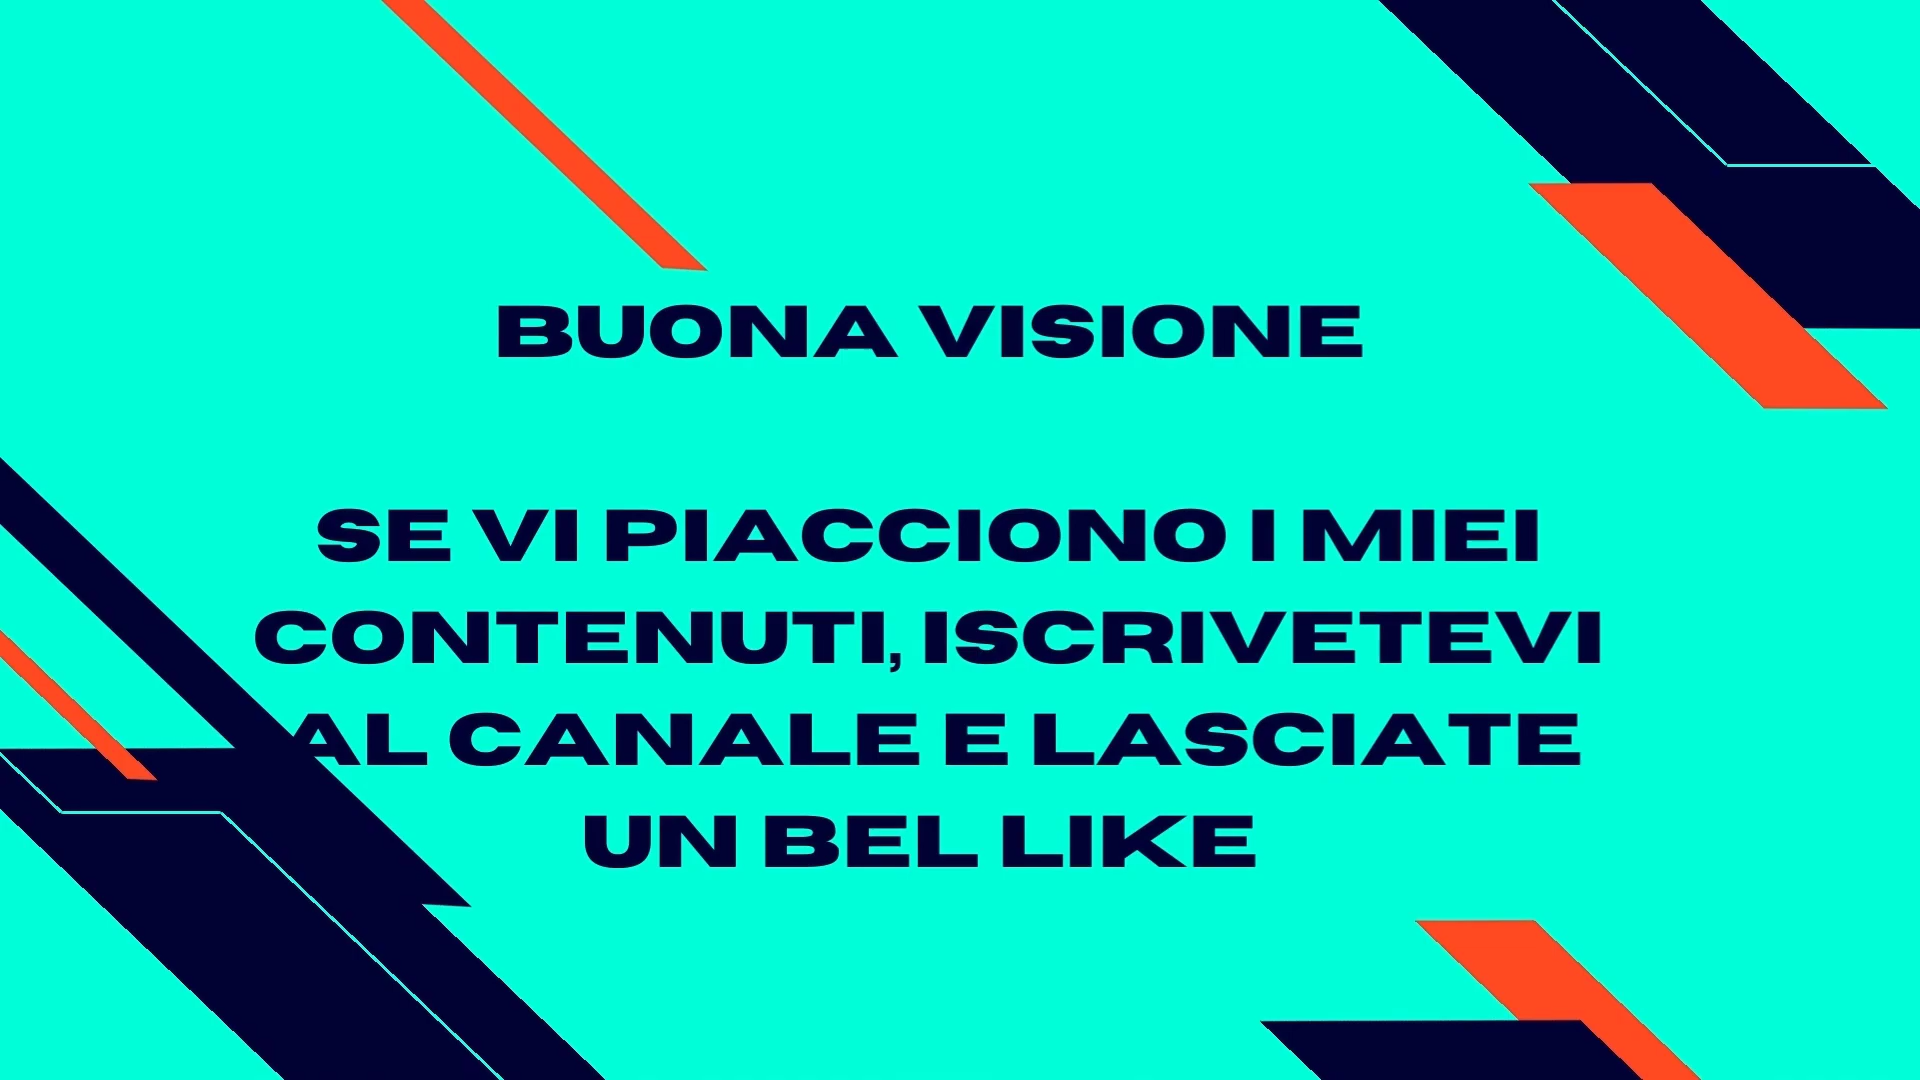 BUONA VISIONE
SE VI PIACCIONO I MIEI
CONTENUTI, ISCRIVETEVI
AL CANALE E LASCIATE
UN BEL LIKE